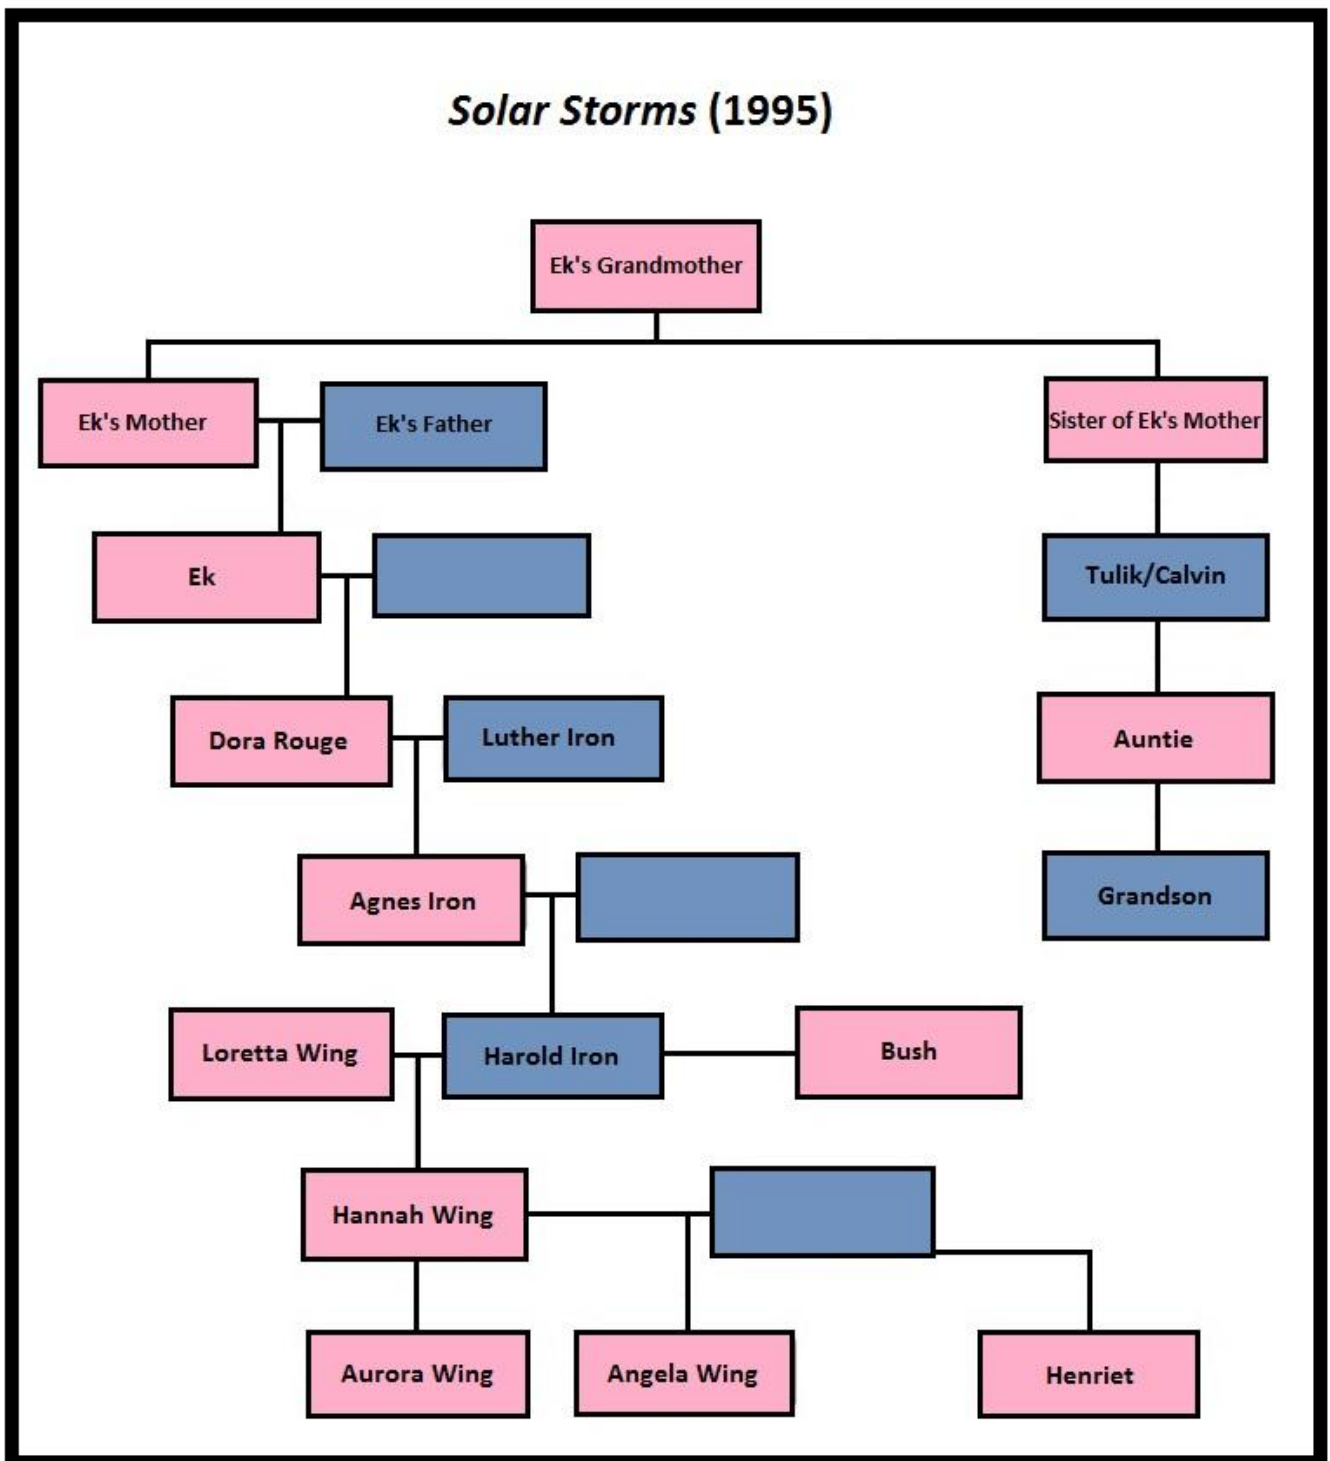 Solar Storms (1995)
Ek's Grandmother
Ek's Mother
Ek's Father
Sister of Ek's Mother
Ek
Tulik/Calvin
Dora Rouge
Luther Iron
Auntie
Agnes Iron
Grandson
Loretta Wing
Harold Iron
Bush
Hannah Wing
Aurora Wing
Angela Wing
Henriet